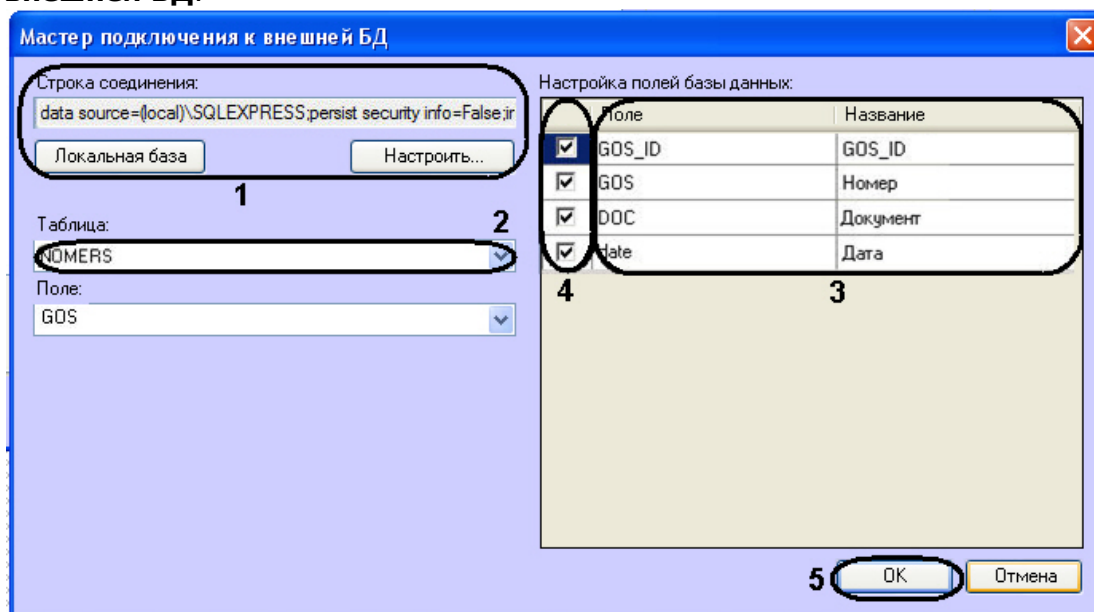 Мастер подключения к внешней БД
Строка соединения:
data source=(local)\SQLEXPRESS;persist security info=False;ir
Локальная база
Настроить...
1
2
Таблица:
NOMERS
Поле:
GOS
Настройка полей базы данных:
Поле Название
GOS_ID GOS_ID
GOS Номер
DOC Документ
date Дата
4
3
5
OK
Отмена